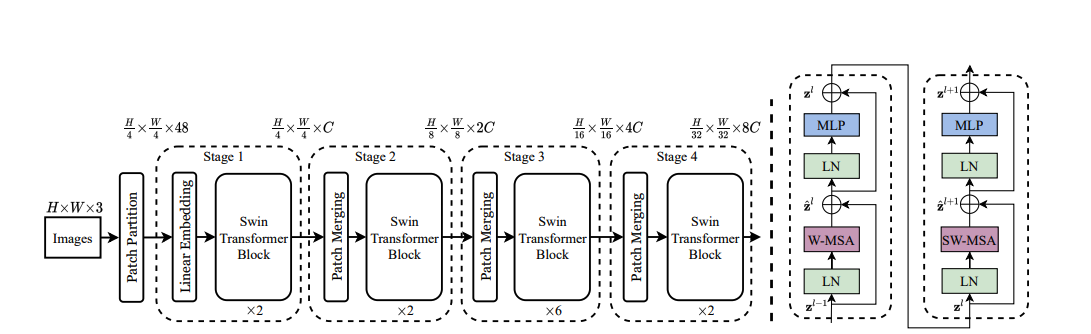 H/4 × W/4 × 48
H/4 × W/4 × C
H/8 × W/8 × 2C
H/16 × W/16 × 4C
H/32 × W/32 × 8C
H×W×3
Images
Patch Partition
Stage 1
Linear Embedding
Swin
Transformer
Block
×2
Stage 2
Patch Merging
Swin
Transformer
Block
×2
Stage 3
Patch Merging
Swin
Transformer
Block
×6
Stage 4
Patch Merging
Swin
Transformer
Block
×2
z^l
MLP
LN
ẑ^l
W-MSA
LN
z^{l−1}
z^{l+1}
MLP
LN
ẑ^{l+1}
SW-MSA
LN
z^l